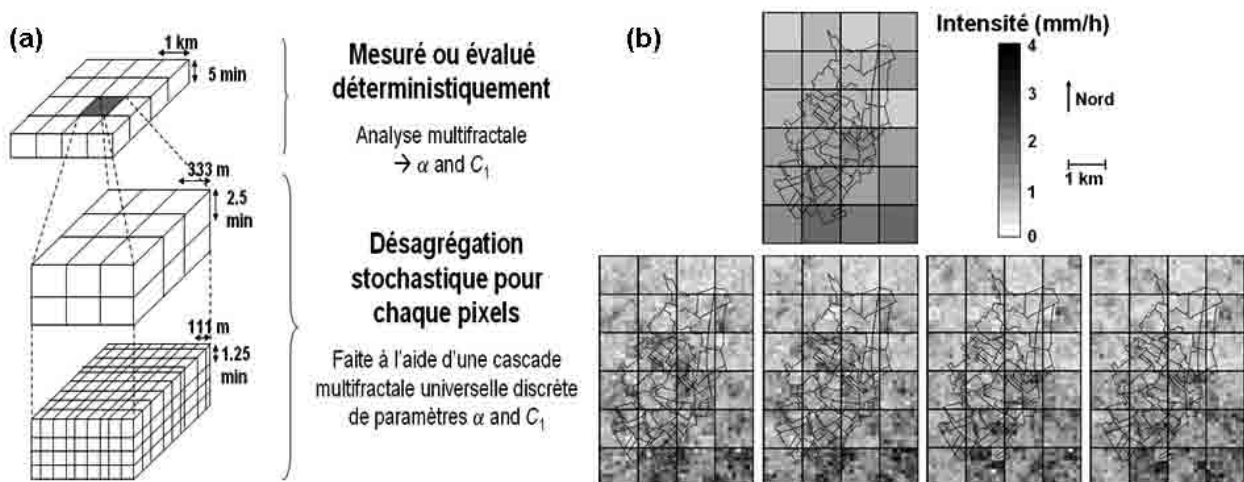 (a)
1 km
5 min
333 m
2.5
min
111 m
1.25
min
Mesuré ou évalué
déterministiquement
Analyse multifractale
→ α and C1
Désagrégation
stochastique pour
chaque pixels
Faite à l'aide d'une cascade
multifractale universelle discrète
de paramètres α and C1
(b)
Intensité (mm/h)
4
3
2
1
0
Nord
1 km